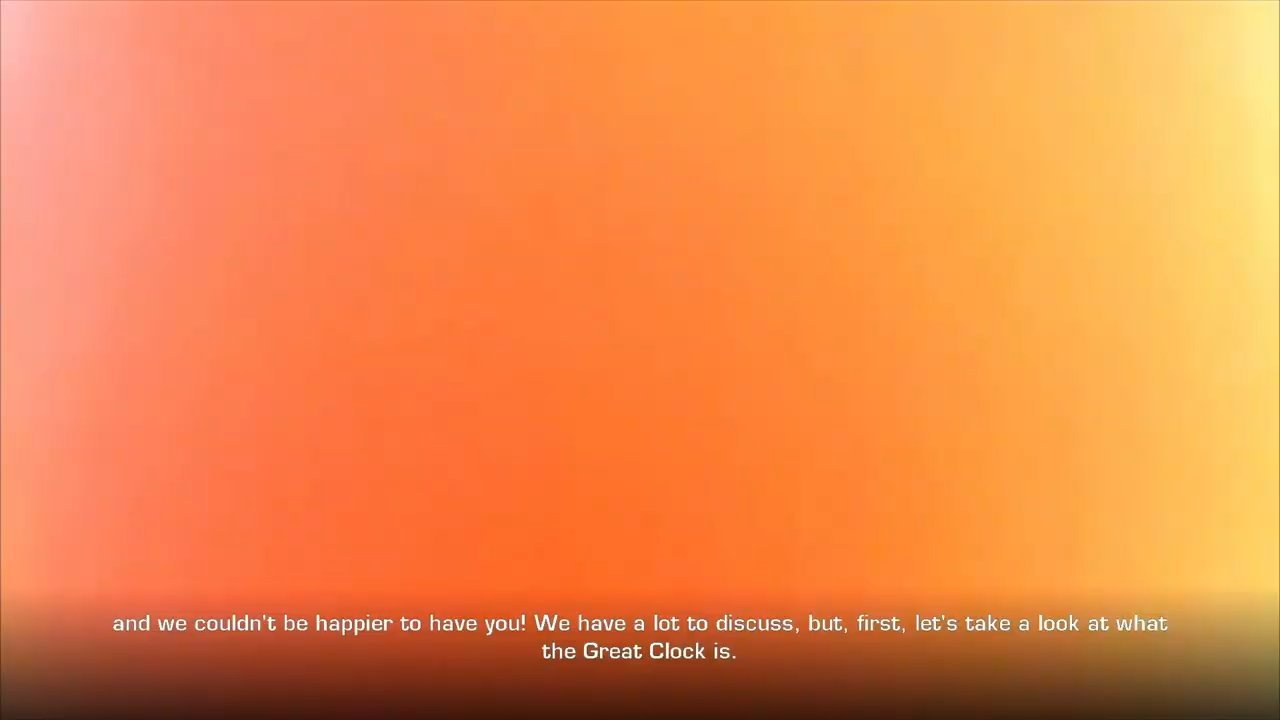 and we couldn't be happier to have you! We have a lot to discuss, but, first, let's take a look at what
the Great Clock is.